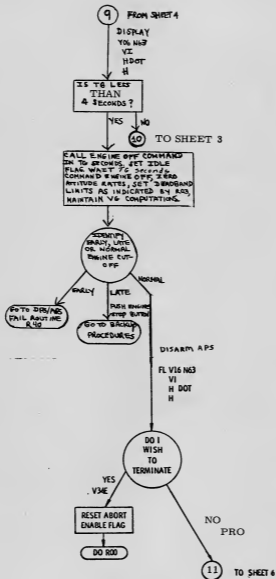 9 FROM SHEET 4
DISPLAY
V06 N63
VI
HDOT
H
IS TG LESS
THAN
4 SECONDS?
YES
NO
10 TO SHEET 3
CALL ENGINE OFF COMMAND
IN TG SECONDS, SET IDLE
FLAG WAIT TG SECONDS
COMMAND ENGINE OFF, ZERO
ATTITUDE RATES, SET DEADBAND
LIMITS AS INDICATED BY R03,
MAINTAIN VG COMPUTATIONS
IDENTIFY
EARLY, LATE
OR NORMAL
ENGINE CUT-
OFF
EARLY
LATE
NORMAL
PUSH ENGINE
STOP BUTTON
GO TO DPS/APS
FAIL ROUTINE
R40
GO TO BACKUP
PROCEDURES
DISARM APS
FL V16 N63
VI
H DOT
H
DO I
WISH
TO
TERMINATE
YES
V34E
NO
PRO
RESET ABORT
ENABLE FLAG
DO R00
11 TO SHEET 6